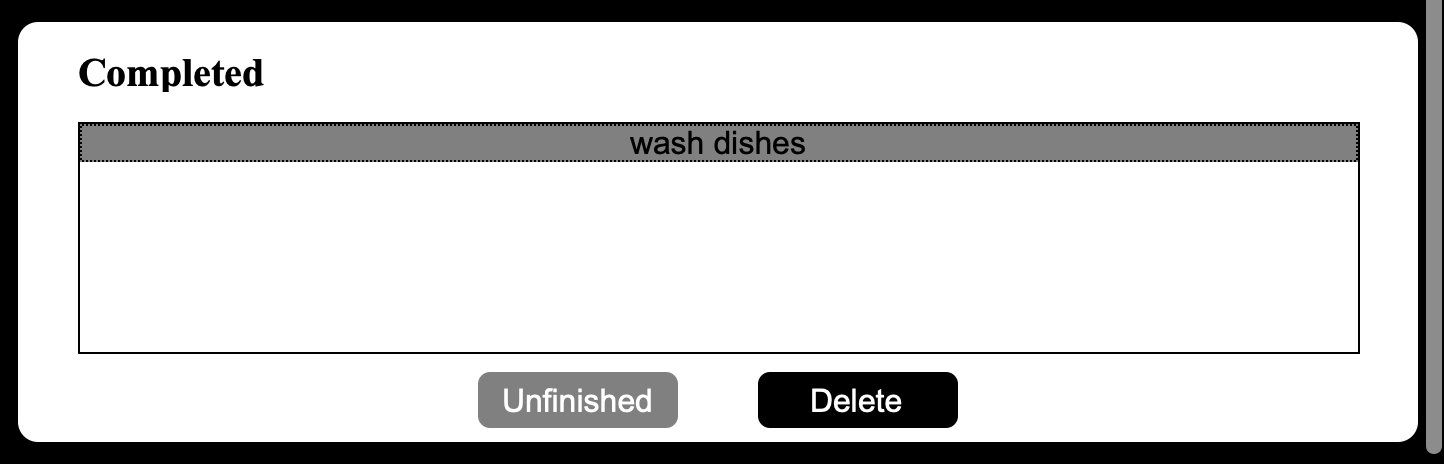 Completed
wash dishes
Unfinished
Delete